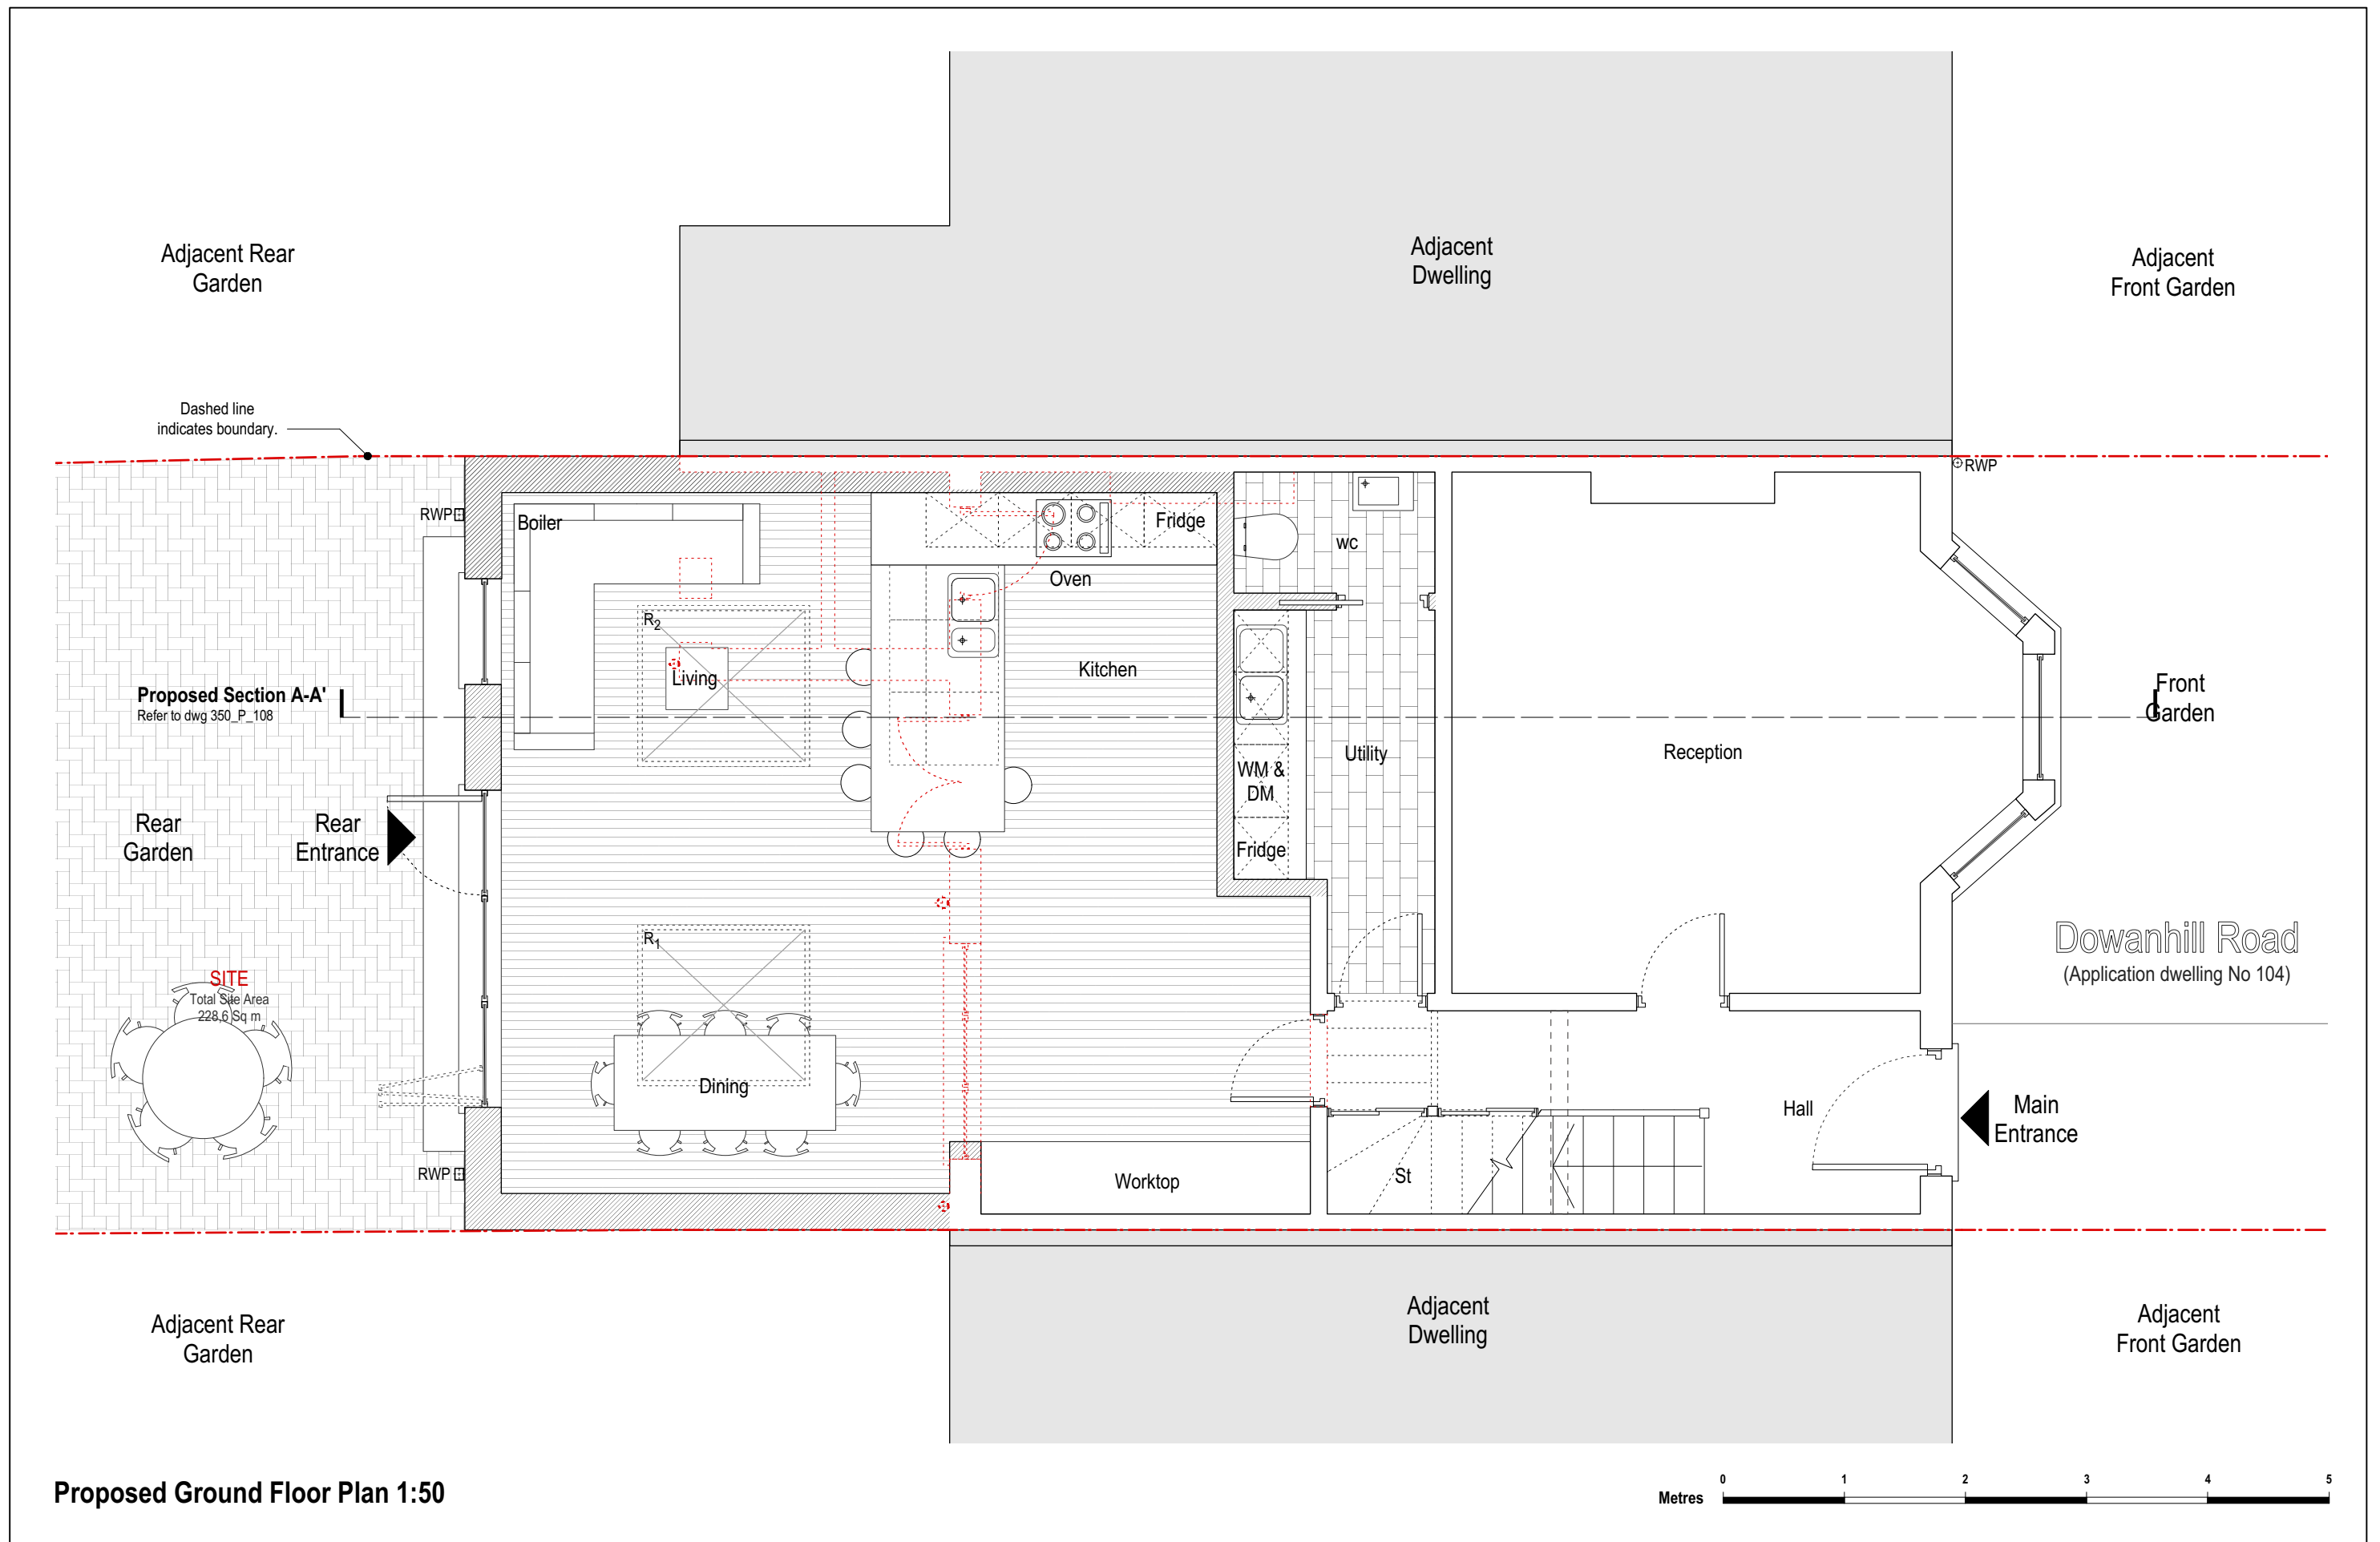 Adjacent Rear
Garden
Adjacent
Dwelling
Adjacent
Front Garden
Dashed line
indicates boundary.
RWP
RWP
Boiler
Fridge
wc
Oven
R2
Living
Kitchen
Proposed Section A-A'
Refer to dwg 350_P_108
Front
Garden
Utility
Reception
WM &
DM
Rear
Garden
Rear
Entrance
Fridge
R1
Dowanhill Road
(Application dwelling No 104)
SITE
Total Site Area
228,6 Sq m
Dining
Hall
Main
Entrance
RWP
Worktop
St
Adjacent Rear
Garden
Adjacent
Dwelling
Adjacent
Front Garden
Proposed Ground Floor Plan 1:50
Metres
0 1 2 3 4 5